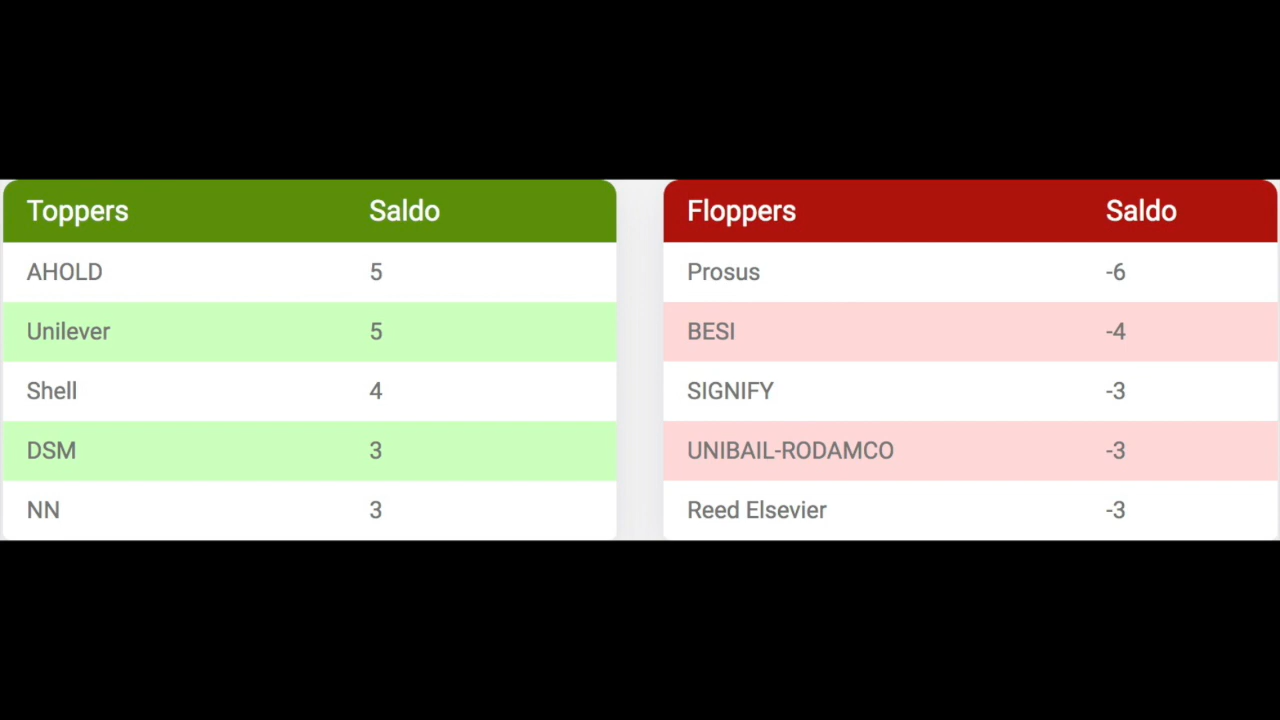 Toppers Saldo
AHOLD 5
Unilever 5
Shell 4
DSM 3
NN 3
Floppers Saldo
Prosus -6
BESI -4
SIGNIFY -3
UNIBAIL-RODAMCO -3
Reed Elsevier -3